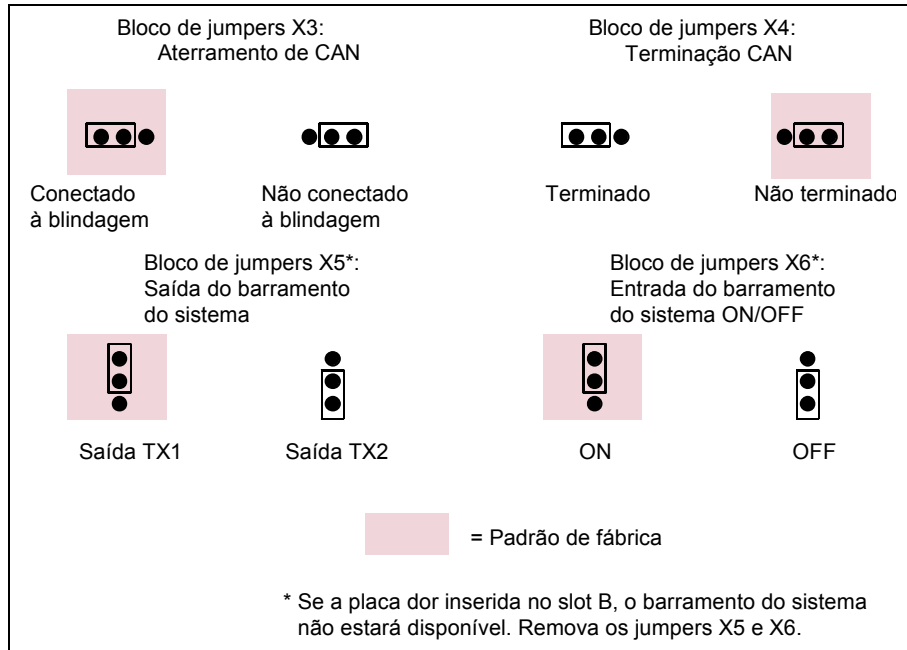 Bloco de jumpers X3:
Aterramento de CAN
Bloco de jumpers X4:
Terminação CAN
Conectado
à blindagem
Não conectado
à blindagem
Terminado
Não terminado
Bloco de jumpers X5*:
Saída do barramento
do sistema
Bloco de jumpers X6*:
Entrada do barramento
do sistema ON/OFF
Saída TX1
Saída TX2
ON
OFF
= Padrão de fábrica
* Se a placa dor inserida no slot B, o barramento do sistema
não estará disponível. Remova os jumpers X5 e X6.